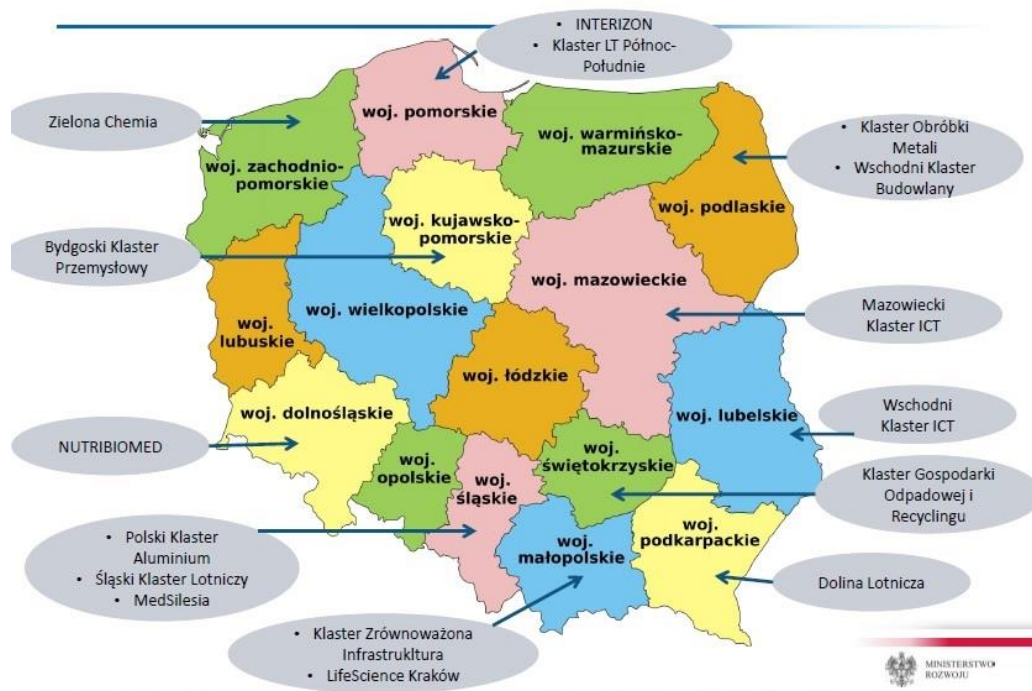 • INTERIZON
• Klaster LT Północ-
Południe
Zielona Chemia
woj. pomorskie
woj. warmińsko-
mazurskie
• Klaster Obróbki
Metali
• Wschodni Klaster
Budowlany
woj. zachodnio-
pomorskie
woj. podlaskie
woj. kujawsko-
pomorskie
Bydgoski Klaster
Przemysłowy
woj. mazowieckie
woj. wielkopolskie
Mazowiecki
Klaster ICT
woj.
lubuskie
woj. łódzkie
woj. dolnośląskie
woj. lubelskie
Wschodni
Klaster ICT
NUTRIBIOMED
woj.
opolskie
woj.
śląskie
woj.
świętokrzyskie
Klaster Gospodarki
Odpadowej i
Recyclingu
• Polski Klaster
Aluminium
• Śląski Klaster Lotniczy
• MedSilesia
woj.
małopolskie
woj.
podkarpackie
Dolina Lotnicza
• Klaster Zrównoważona
Infrastrukltura
• LifeScience Kraków
MINISTERSTWO
ROZWOJU